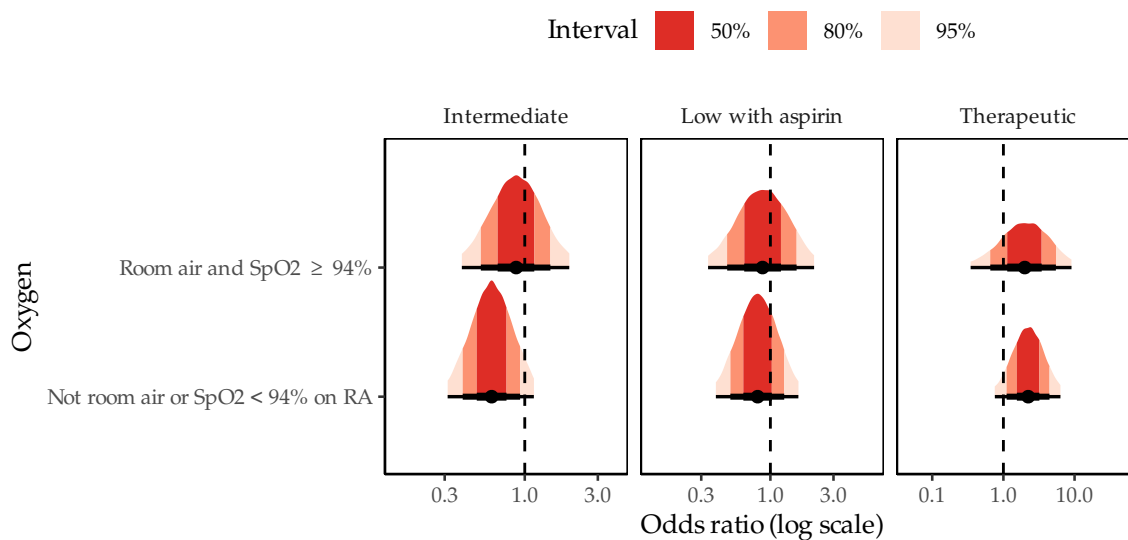 Interval 50% 80% 95%
Intermediate Low with aspirin Therapeutic
Oxygen
Room air and SpO2 ≥ 94%
Not room air or SpO2 < 94% on RA
0.3 1.0 3.0 0.3 1.0 3.0 0.1 1.0 10.0
Odds ratio (log scale)